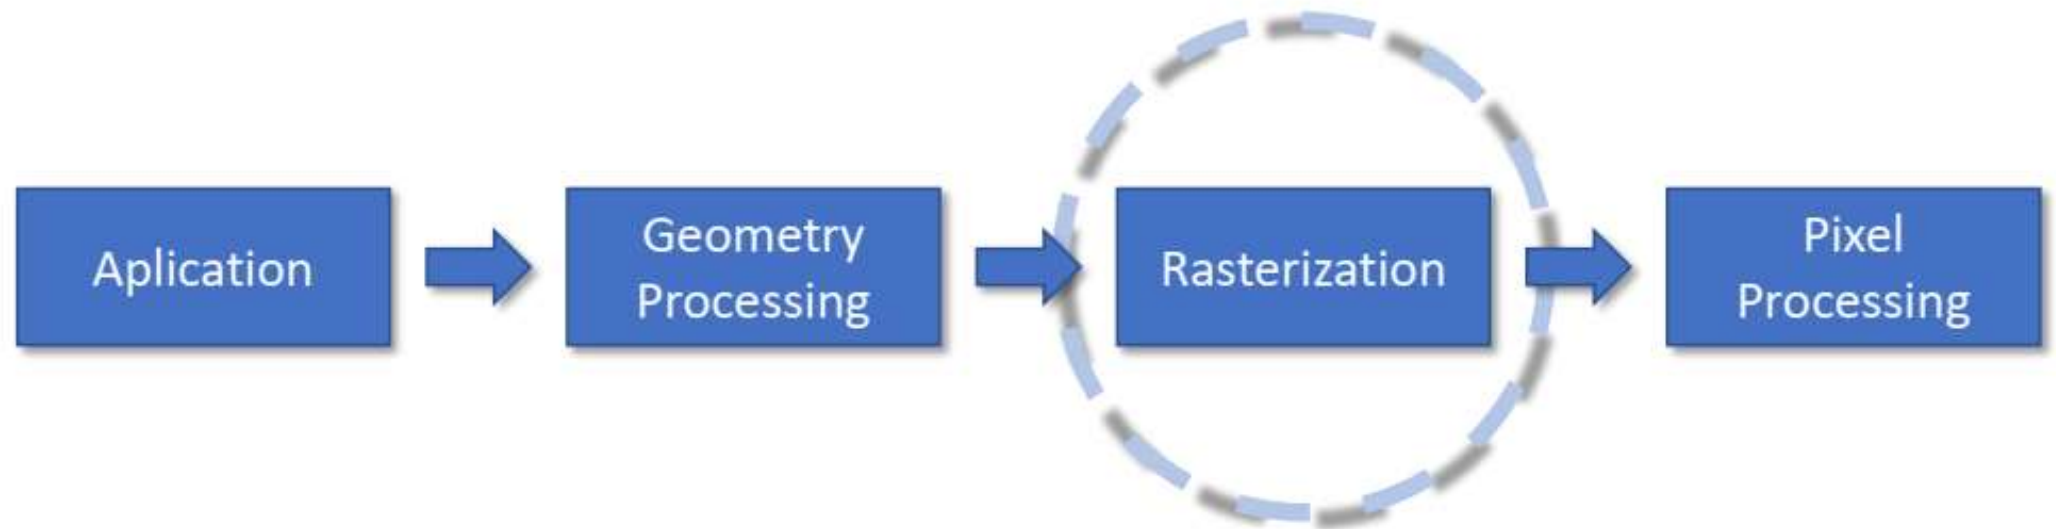 Aplication
Geometry
Processing
Rasterization
Pixel
Processing